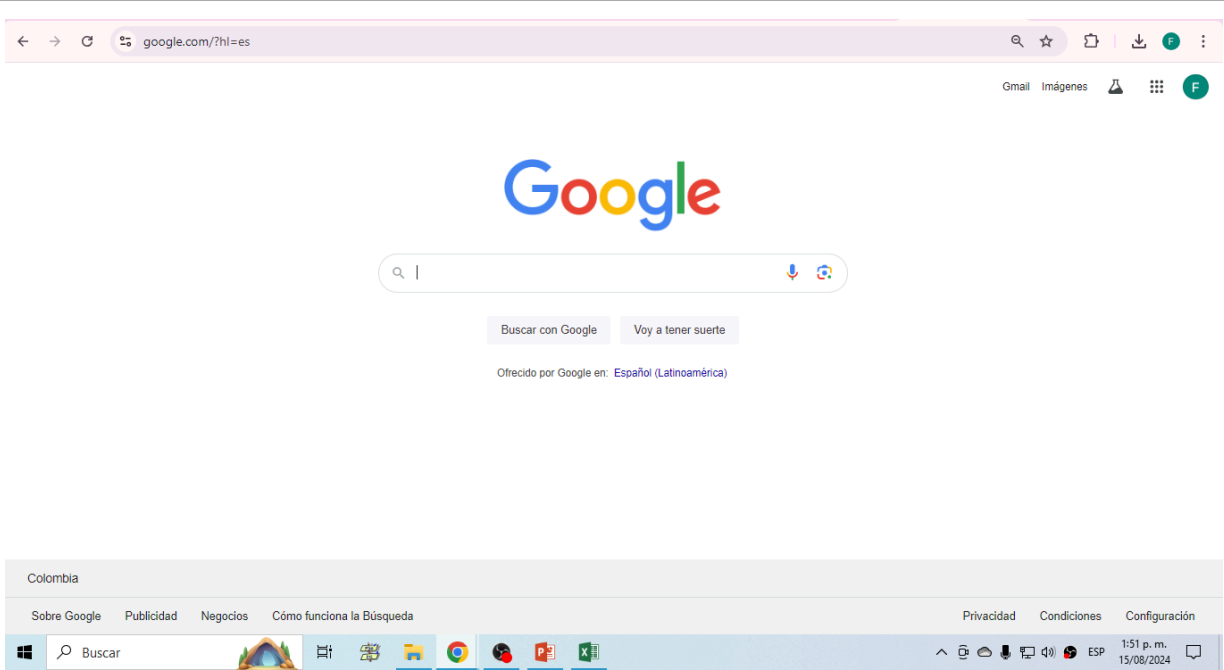 google.com/?hl=es
F
Gmail Imágenes
F
Google
Buscar con Google Voy a tener suerte
Ofrecido por Google en: Español (Latinoamérica)
Colombia
Sobre Google Publicidad Negocios Cómo funciona la Búsqueda Privacidad Condiciones Configuración
Buscar ESP 1:51 p. m.
15/08/2024